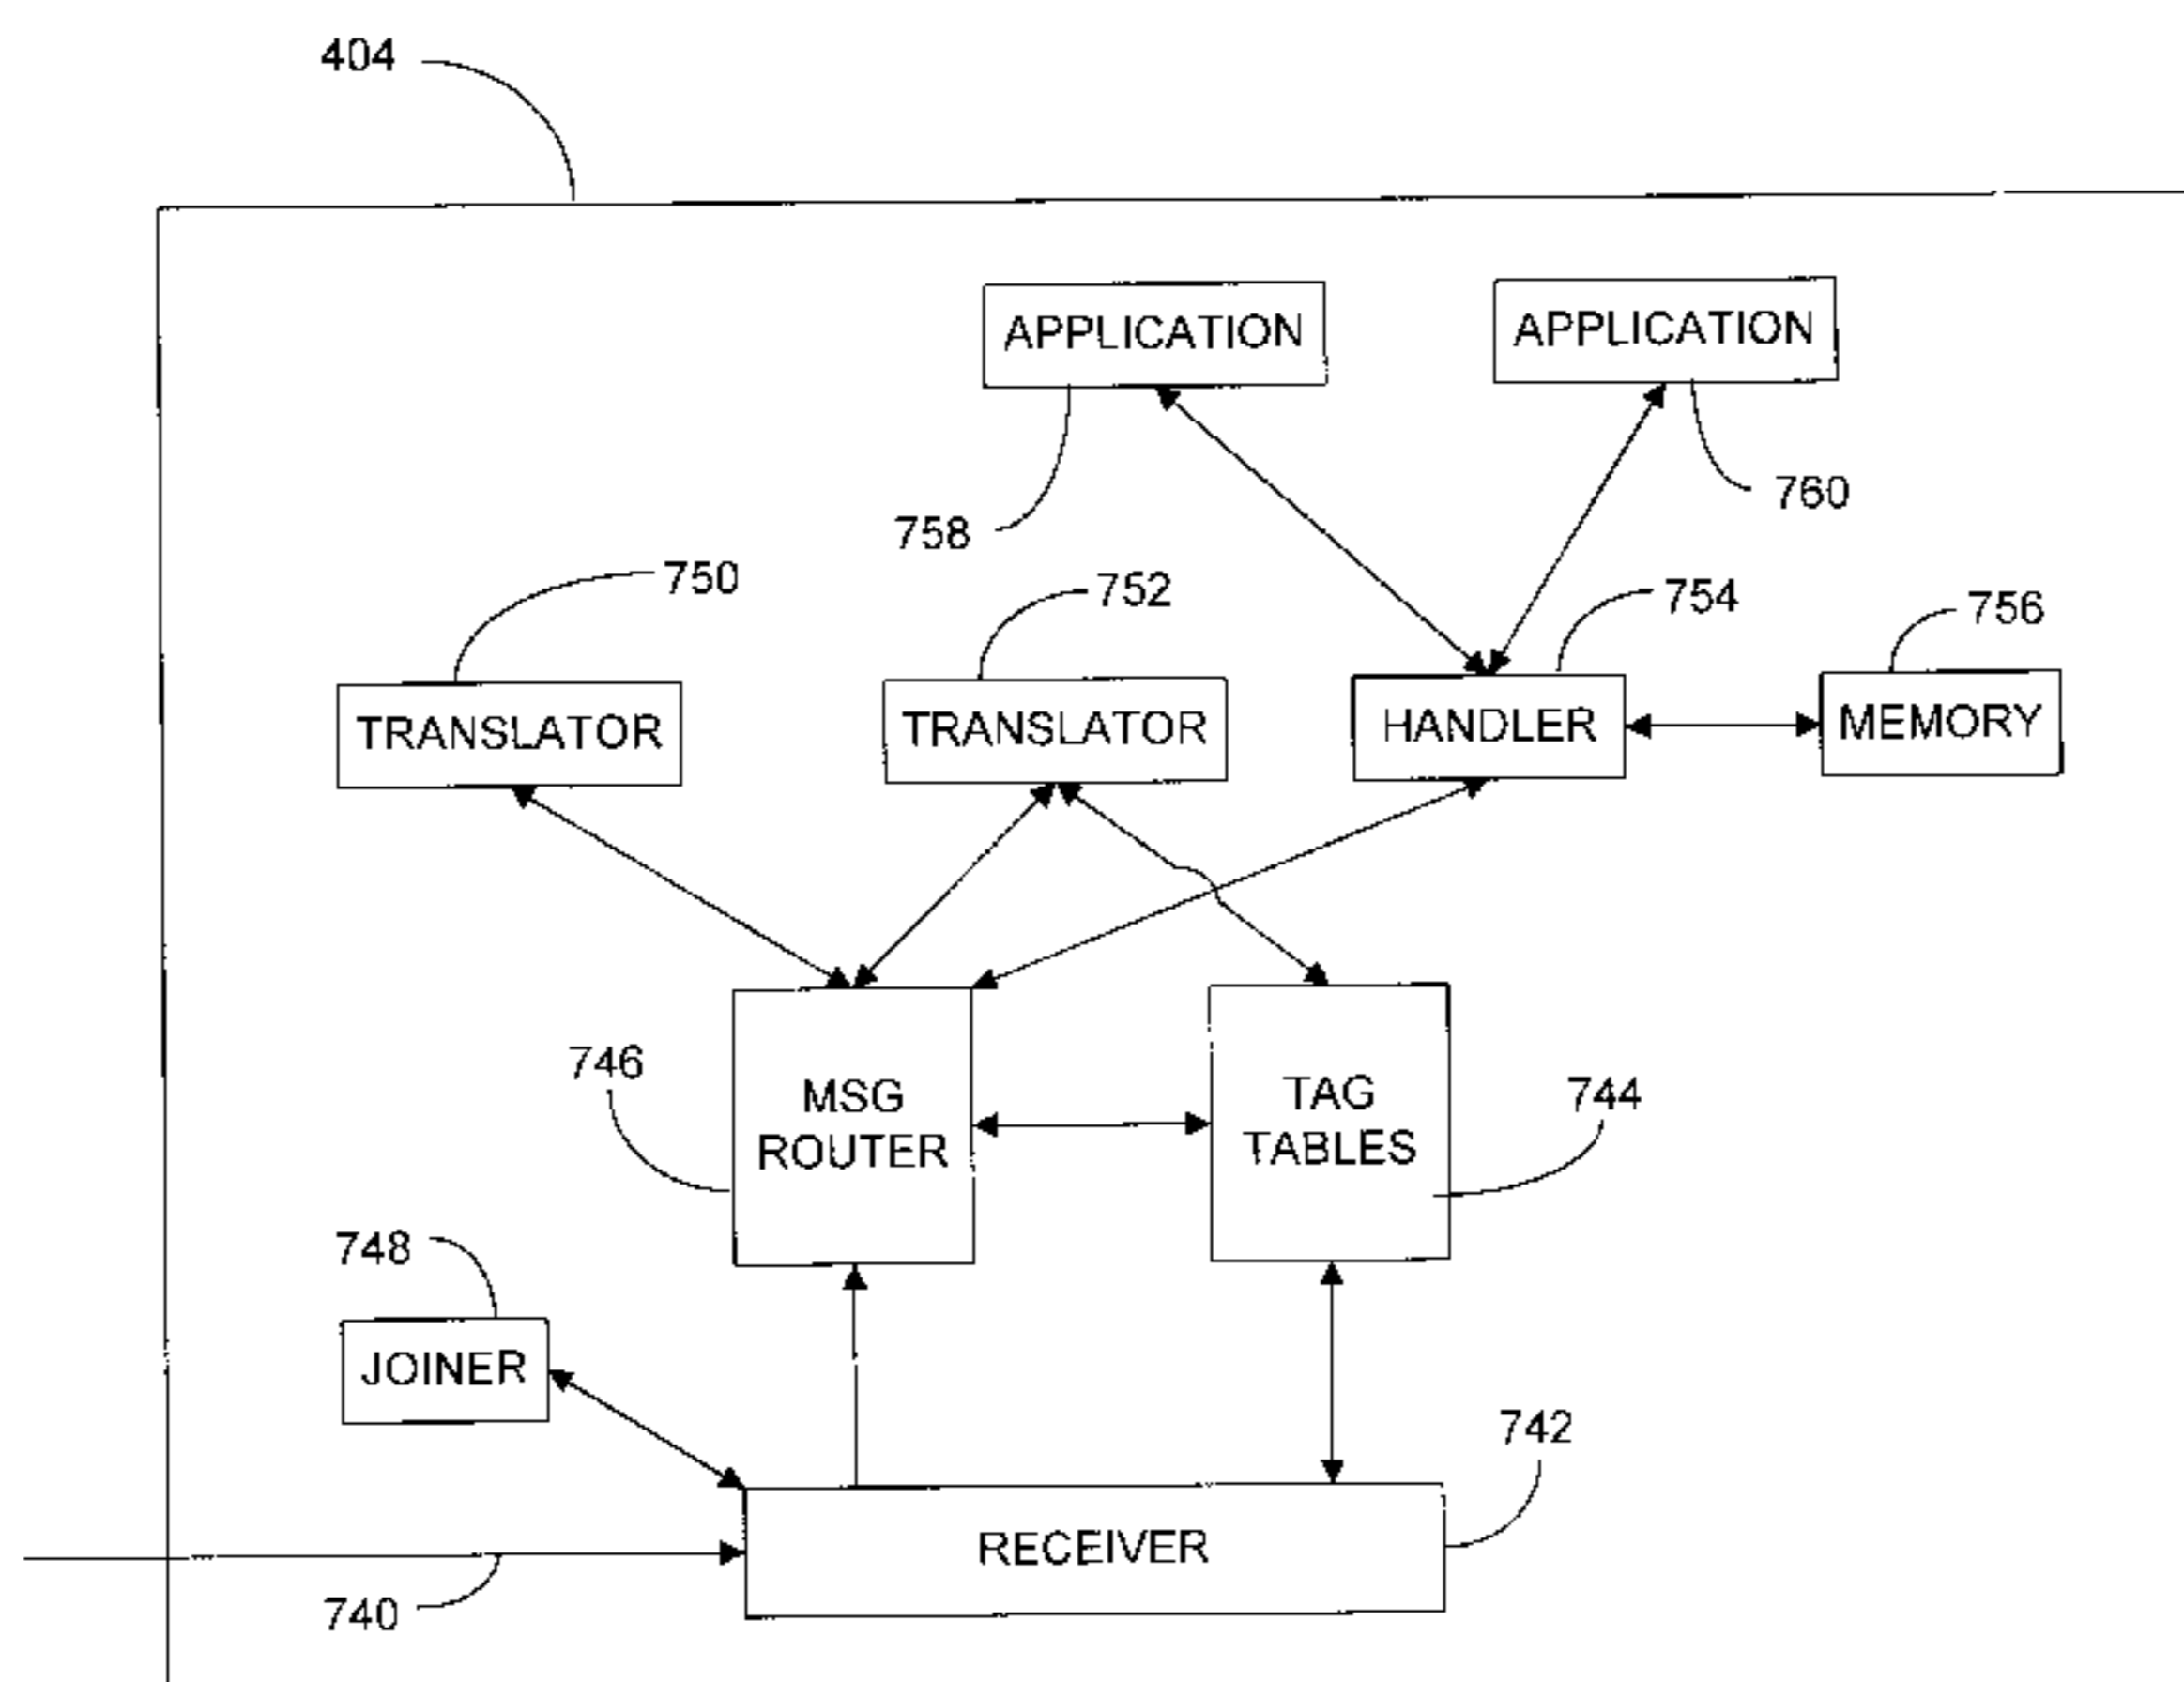 404
APPLICATION
APPLICATION
758
760
750
752
754
756
TRANSLATOR
TRANSLATOR
HANDLER
MEMORY
746
MSG
ROUTER
TAG
TABLES
744
748
JOINER
742
RECEIVER
740